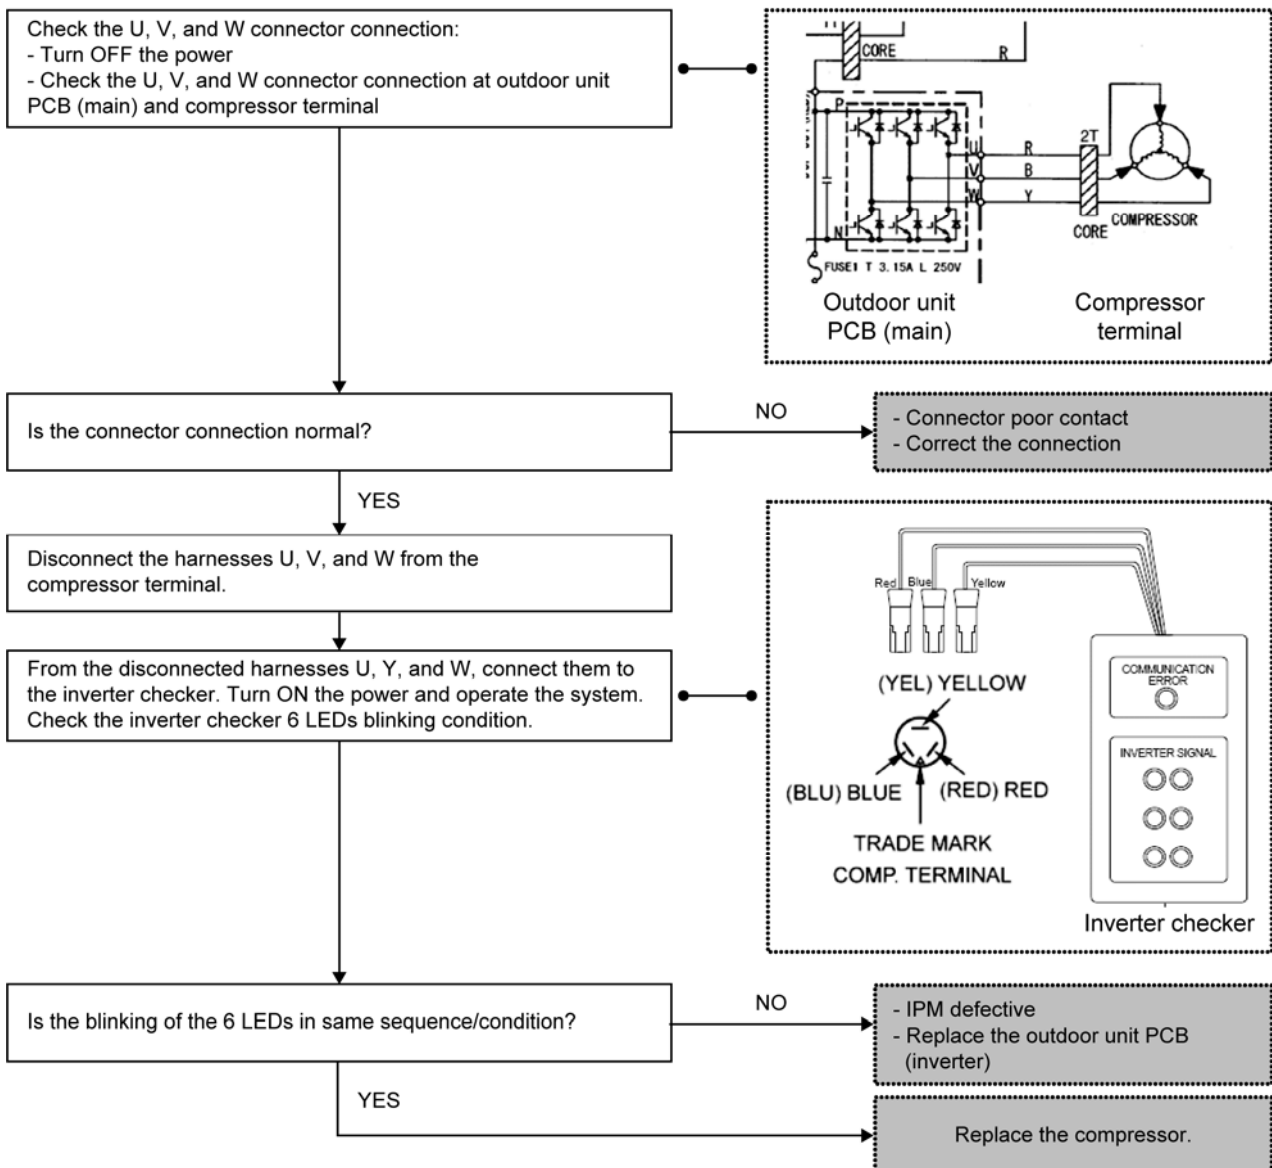 Check the U, V, and W connector connection:
- Turn OFF the power
- Check the U, V, and W connector connection at outdoor unit
PCB (main) and compressor terminal
CORE
R
P
U
R
2T
V
B
W
Y
N
CORE
COMPRESSOR
FUSE1 T 3.15A L 250V
Outdoor unit
PCB (main)
Compressor
terminal
Is the connector connection normal?
NO
- Connector poor contact
- Correct the connection
YES
Disconnect the harnesses U, V, and W from the
compressor terminal.
From the disconnected harnesses U, Y, and W, connect them to
the inverter checker. Turn ON the power and operate the system.
Check the inverter checker 6 LEDs blinking condition.
Red
Blue
Yellow
(YEL) YELLOW
(BLU) BLUE
(RED) RED
TRADE MARK
COMP. TERMINAL
COMMUNICATION
ERROR
INVERTER SIGNAL
Inverter checker
Is the blinking of the 6 LEDs in same sequence/condition?
NO
- IPM defective
- Replace the outdoor unit PCB
(inverter)
YES
Replace the compressor.